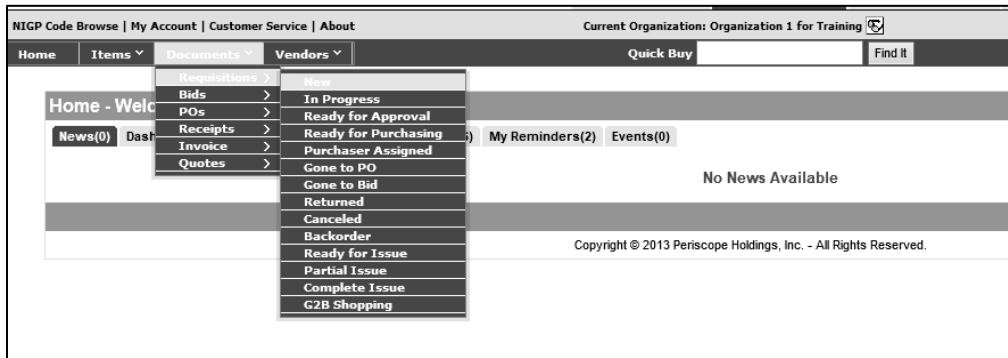 NIGP Code Browse | My Account | Customer Service | About
Current Organization: Organization 1 for Training
Home Items Documents Vendors
Quick Buy Find It
Requisitions
Bids
POs
Receipts
Invoice
Quotes
New
In Progress
Ready for Approval
Ready for Purchasing
Purchaser Assigned
Gone to PO
Gone to Bid
Returned
Canceled
Backorder
Ready for Issue
Partial Issue
Complete Issue
G2B Shopping
Home - Welc
News(0) Dash My Reminders(2) Events(0)
No News Available
Copyright © 2013 Periscope Holdings, Inc. - All Rights Reserved.